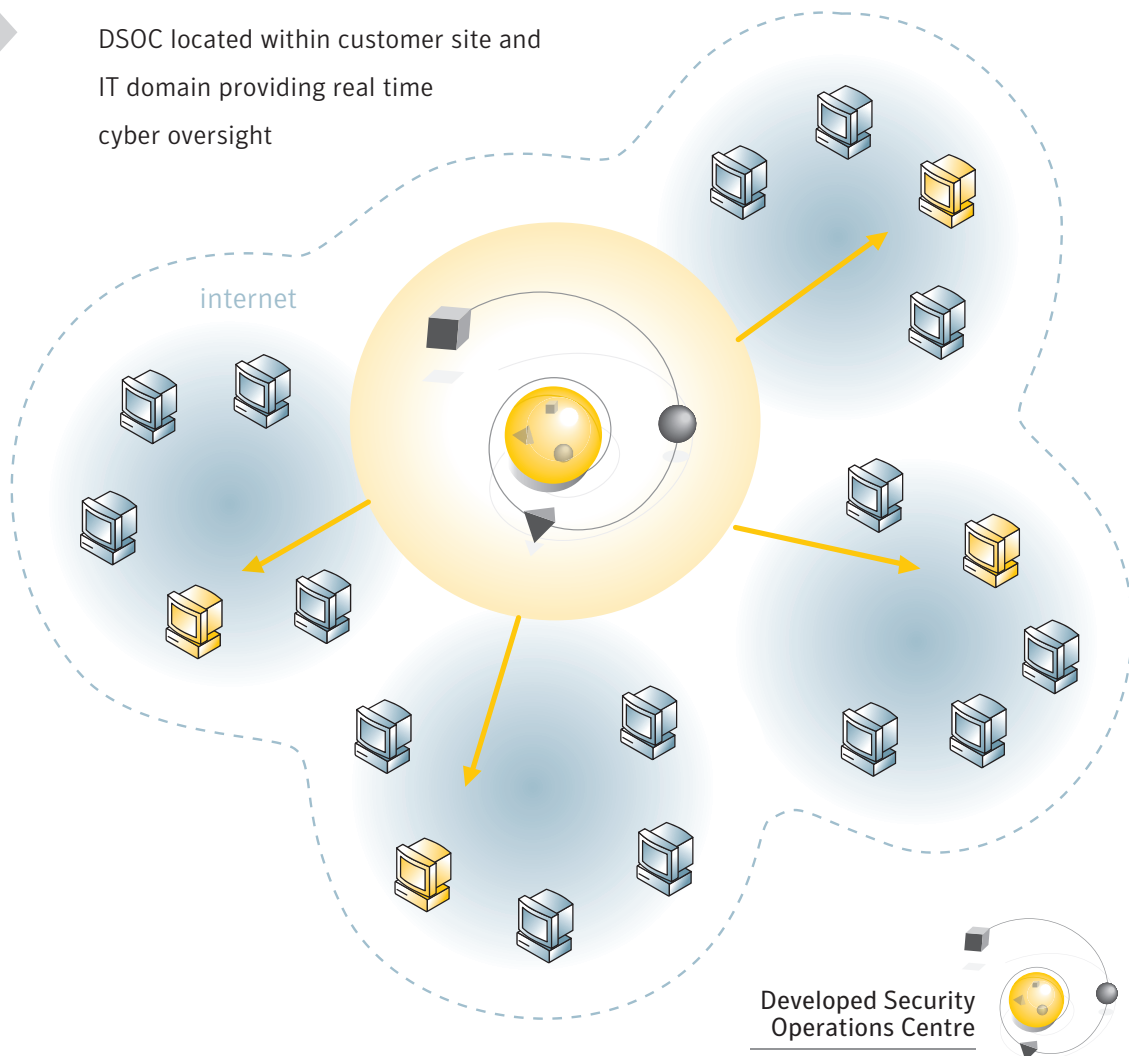 DSOC located within customer site and
IT domain providing real time
cyber oversight
internet
Developed Security
Operations Centre